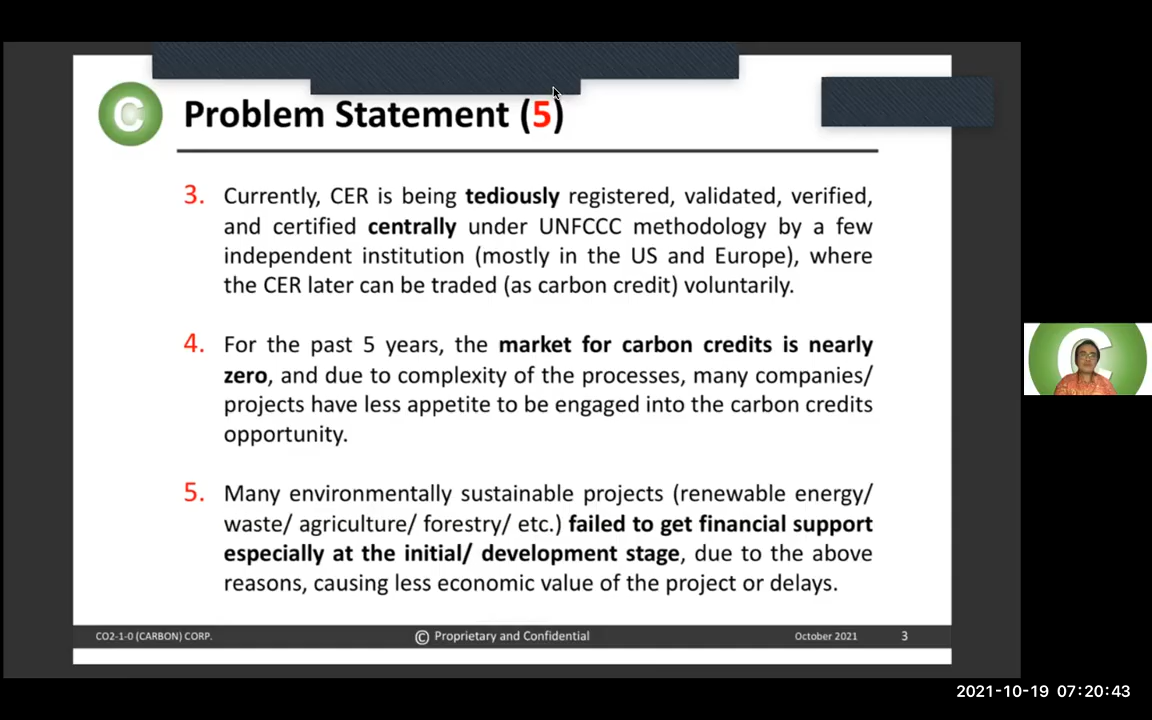 C
Problem Statement (5)
3. Currently, CER is being tediously registered, validated, verified,
and certified centrally under UNFCCC methodology by a few
independent institution (mostly in the US and Europe), where
the CER later can be traded (as carbon credit) voluntarily.
4. For the past 5 years, the market for carbon credits is nearly
zero, and due to complexity of the processes, many companies/
projects have less appetite to be engaged into the carbon credits
opportunity.
5. Many environmentally sustainable projects (renewable energy/
waste/ agriculture/ forestry/ etc.) failed to get financial support
especially at the initial/ development stage, due to the above
reasons, causing less economic value of the project or delays.
CO2-1-0 (CARBON) CORP. © Proprietary and Confidential October 2021 3
C
2021-10-19 07:20:43